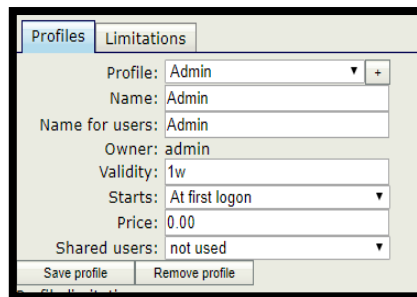 Profiles Limitations
Profile: Admin +
Name: Admin
Name for users: Admin
Owner: admin
Validity: 1w
Starts: At first logon
Price: 0.00
Shared users: not used
Save profile Remove profile